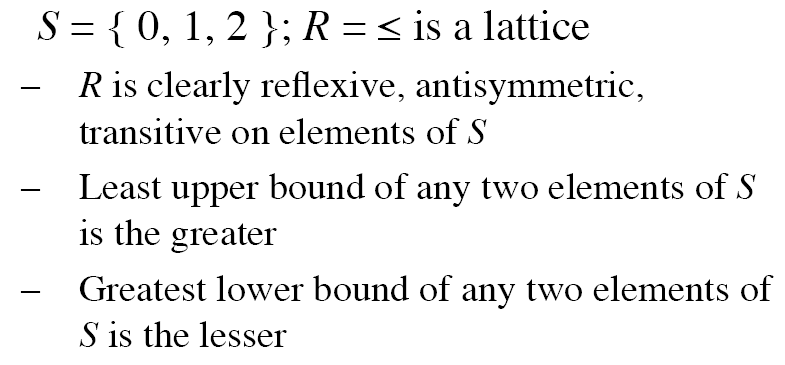 S = { 0, 1, 2 }; R = ≤ is a lattice
– R is clearly reflexive, antisymmetric,
transitive on elements of S
– Least upper bound of any two elements of S
is the greater
– Greatest lower bound of any two elements of
S is the lesser